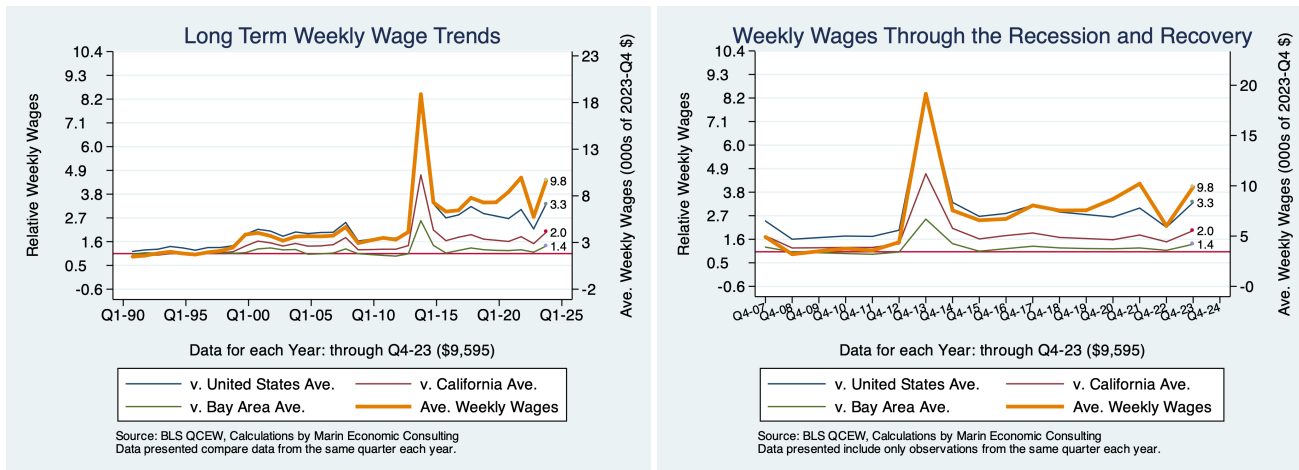 Long Term Weekly Wage Trends
Relative Weekly Wages
10.4
9.3
8.2
7.1
6.0
4.9
3.8
2.7
1.6
0.5
-0.6
23
18
13
8
3
-2
Ave. Weekly Wages (000s of 2023-Q4 $)
9.8
3.3
2.0
1.4
Q1-90 Q1-95 Q1-00 Q1-05 Q1-10 Q1-15 Q1-20 Q1-25
Data for each Year: through Q4-23 ($9,595)
v. United States Ave. v. California Ave.
v. Bay Area Ave. Ave. Weekly Wages
Source: BLS QCEW, Calculations by Marin Economic Consulting
Data presented compare data from the same quarter each year.
Weekly Wages Through the Recession and Recovery
Relative Weekly Wages
10.4
9.3
8.2
7.1
6.0
4.9
3.8
2.7
1.6
0.5
-0.6
20
15
10
5
-0
Ave. Weekly Wages (000s of 2023-Q4 $)
9.8
3.3
2.0
1.4
Q4-07 Q4-08 Q4-09 Q4-10 Q4-11 Q4-12 Q4-13 Q4-14 Q4-15 Q4-16 Q4-17 Q4-18 Q4-19 Q4-20 Q4-21 Q4-22 Q4-23 Q4-24
Data for each Year: through Q4-23 ($9,595)
v. United States Ave. v. California Ave.
v. Bay Area Ave. Ave. Weekly Wages
Source: BLS QCEW, Calculations by Marin Economic Consulting
Data presented include only observations from the same quarter each year.